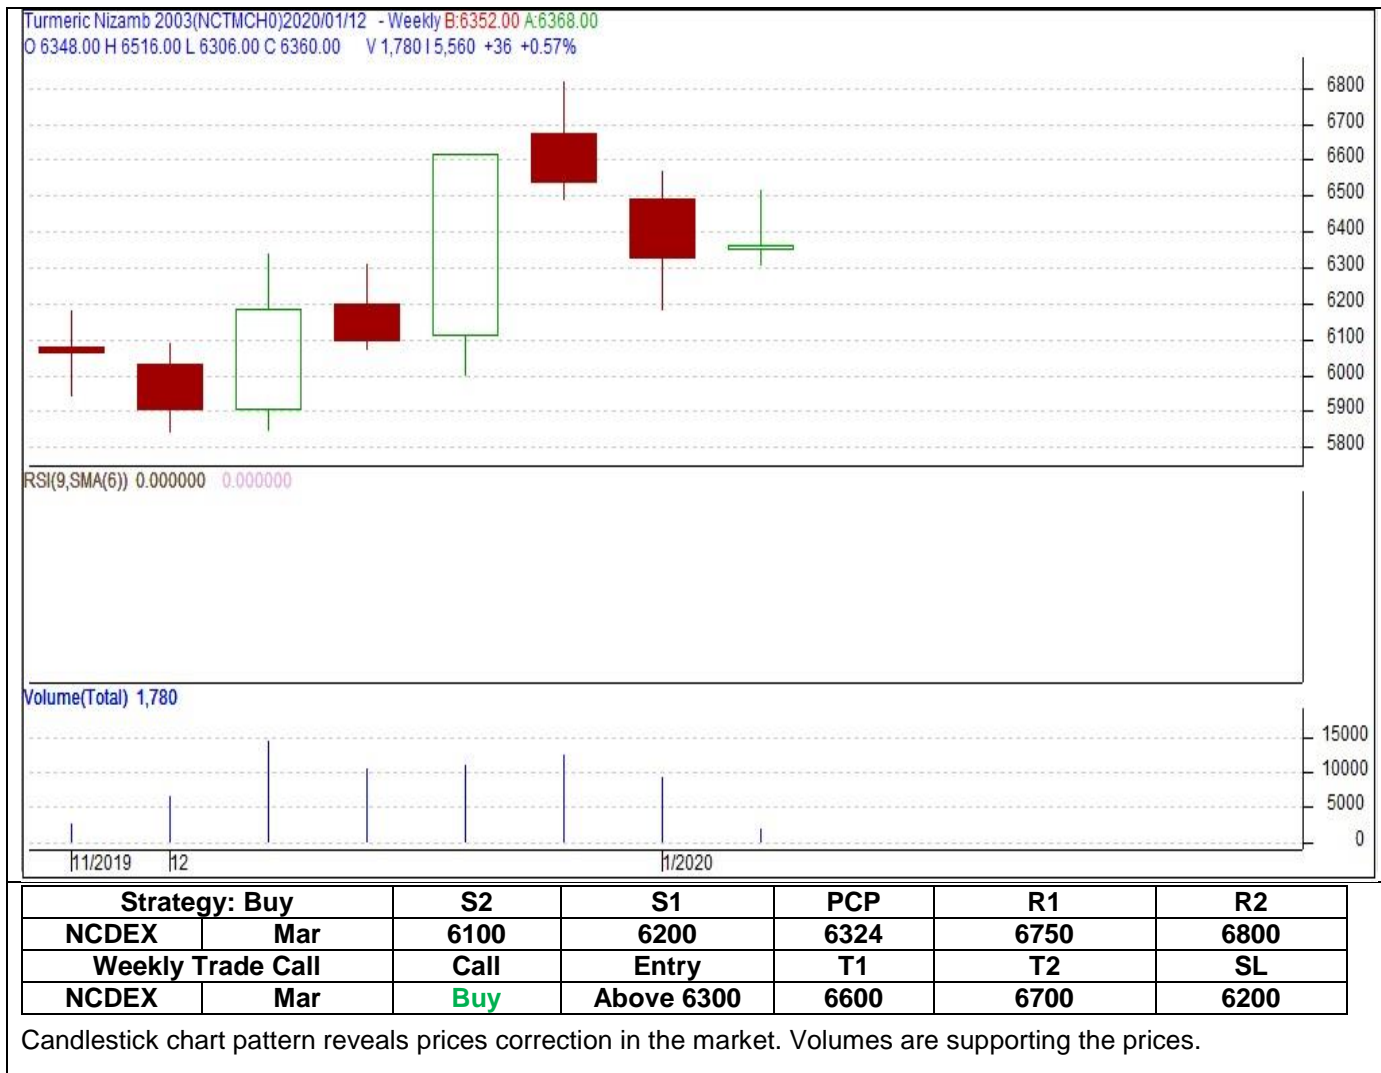 Turmeric Nizamb 2003(NCTMCH0)2020/01/12 - Weekly B:6352.00 A:6368.00
O 6348.00 H 6516.00 L 6306.00 C 6360.00 V 1,780 I 5,560 +36 +0.57%
6800
6700
6600
6500
6400
6300
6200
6100
6000
5900
5800
RSI(9,SMA(6)) 0.000000 0.000000
Volume(Total) 1,780
15000
10000
5000
0
11/2019 12 1/2020
Strategy: Buy S2 S1 PCP R1 R2
NCDEX Mar 6100 6200 6324 6750 6800
Weekly Trade Call Call Entry T1 T2 SL
NCDEX Mar Buy Above 6300 6600 6700 6200
Candlestick chart pattern reveals prices correction in the market. Volumes are supporting the prices.